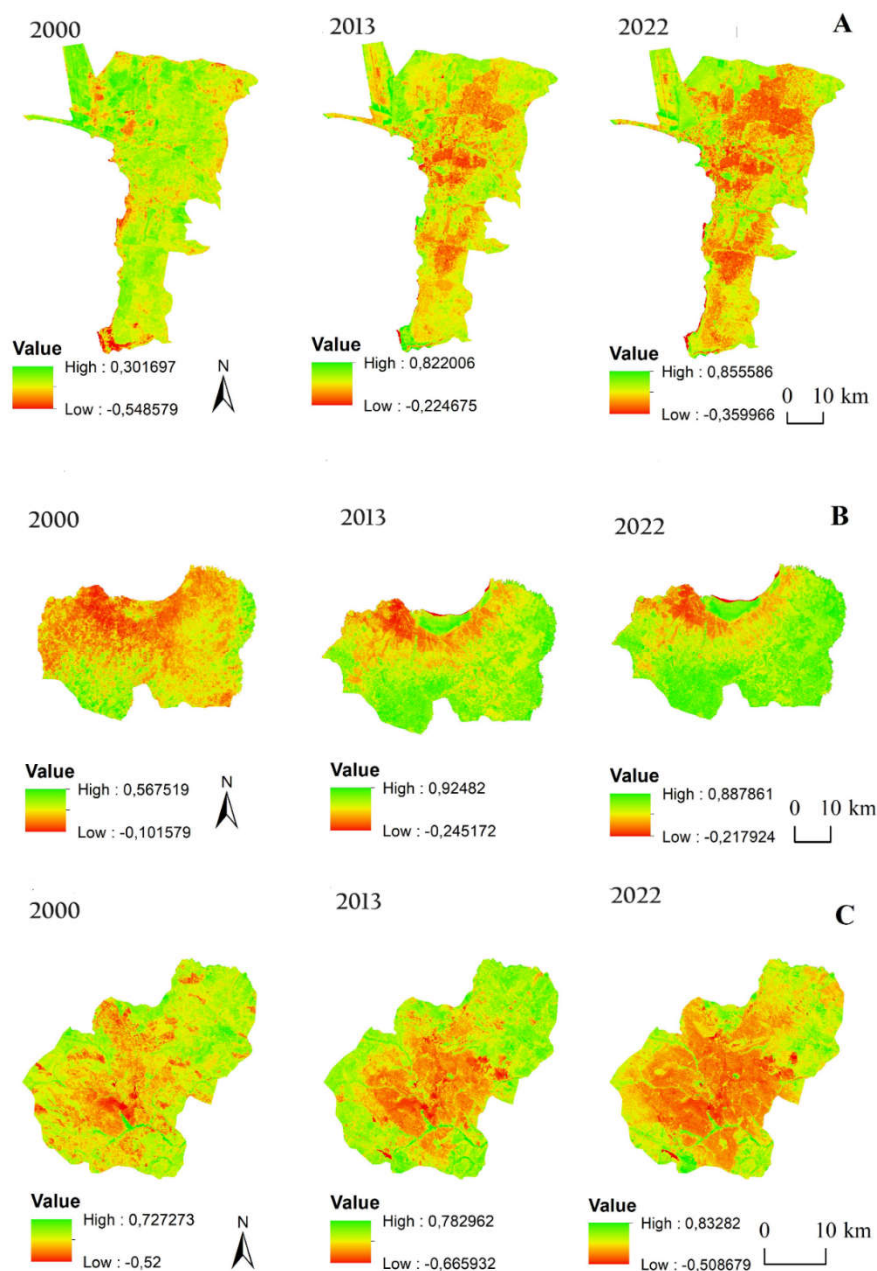 2000
2013
2022
A
Value
High : 0,301697
Low : -0,548579
N
Value
High : 0,822006
Low : -0,224675
Value
High : 0,855586
Low : -0,359966
0 10 km
2000
2013
2022
B
Value
High : 0,567519
Low : -0,101579
N
Value
High : 0,92482
Low : -0,245172
Value
High : 0,887861
Low : -0,217924
0 10 km
2000
2013
2022
C
Value
High : 0,727273
Low : -0,52
N
Value
High : 0,782962
Low : -0,665932
Value
High : 0,83282
Low : -0,508679
0 10 km